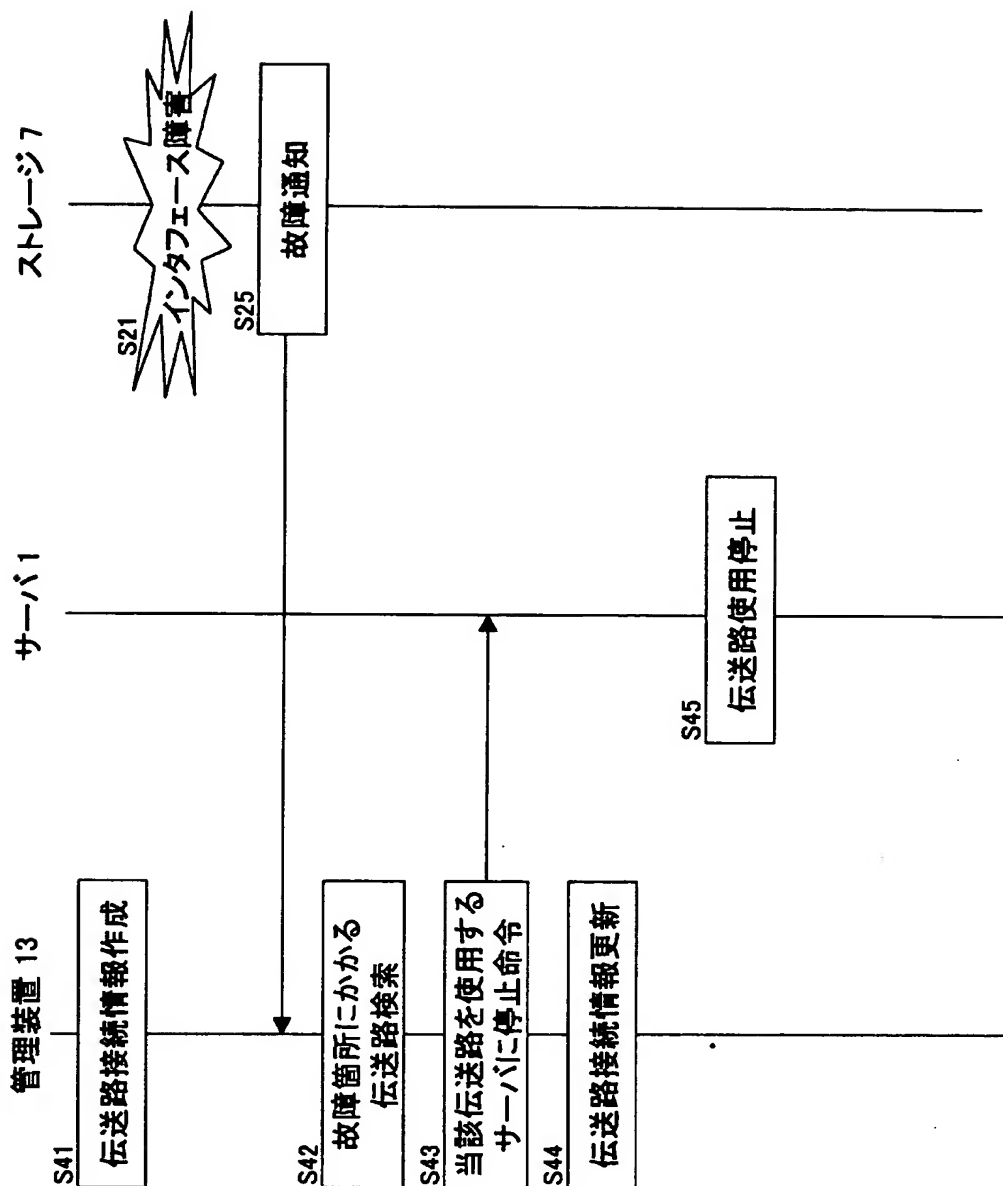 管理装置 13
サーバ 1
ストレージ 7
S41
伝送路接続情報作成
S21
インタフェース障害
S25
故障通知
S42
故障箇所にかかる
伝送路検索
S43
当該伝送路を使用する
サーバに停止命令
S44
伝送路接続情報更新
S45
伝送路使用停止